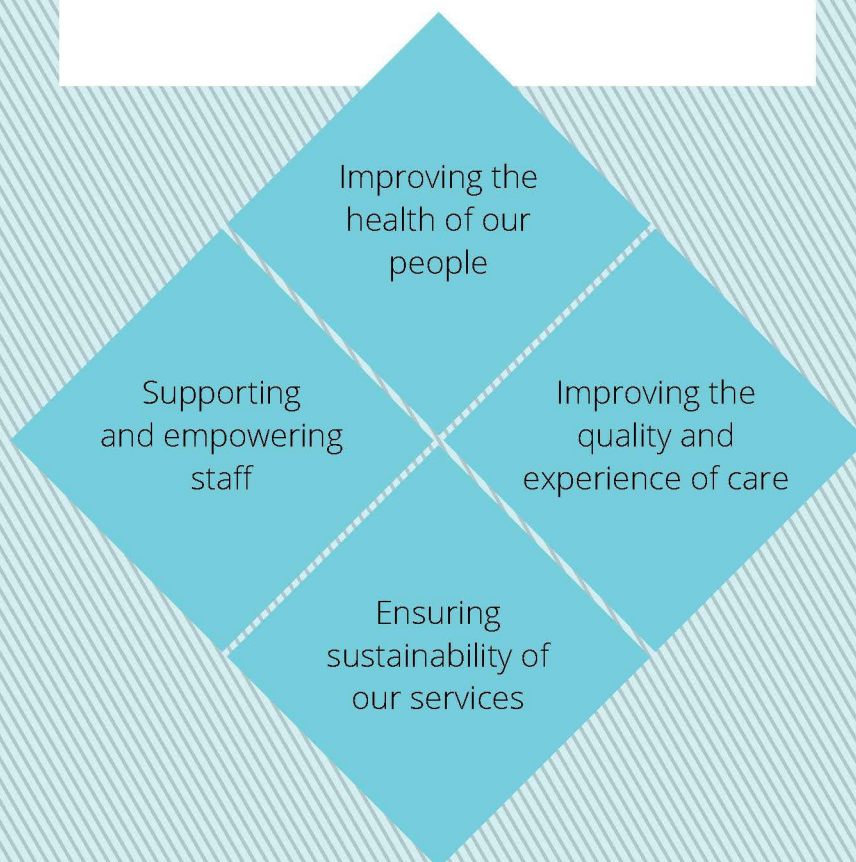 Improving the
health of our
people
Supporting
and empowering
staff
Improving the
quality and
experience of care
Ensuring
sustainability of
our services